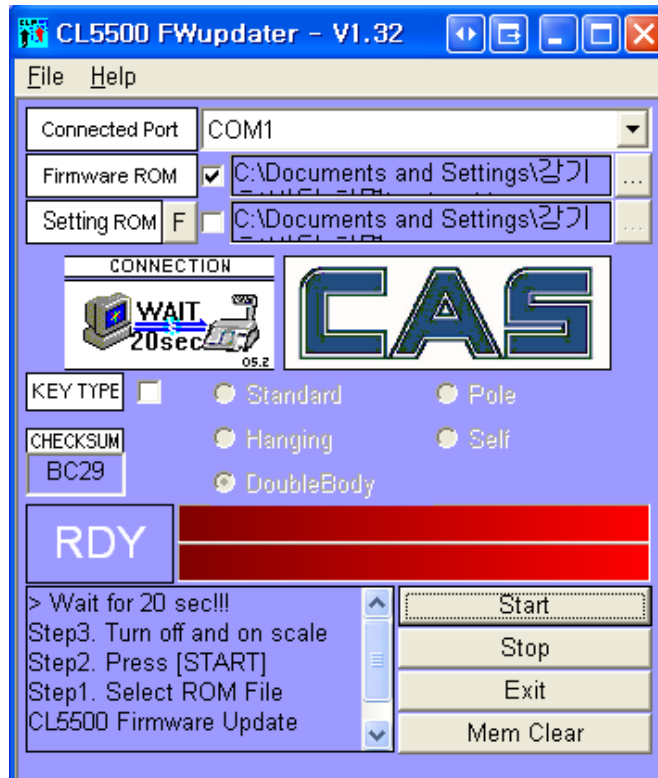 CL5500 FWupdater - V1.32
File Help
Connected Port COM1
Firmware ROM C:\Documents and Settings\강기 ...
Setting ROM F C:\Documents and Settings\강기 ...
CONNECTION
WAIT
20sec
05.2
CAS
KEY TYPE Standard Pole
CHECKSUM Hanging Self
BC29 DoubleBody
RDY
> Wait for 20 sec!!! Start
Step3. Turn off and on scale
Step2. Press [START] Stop
Step1. Select ROM File Exit
CL5500 Firmware Update Mem Clear